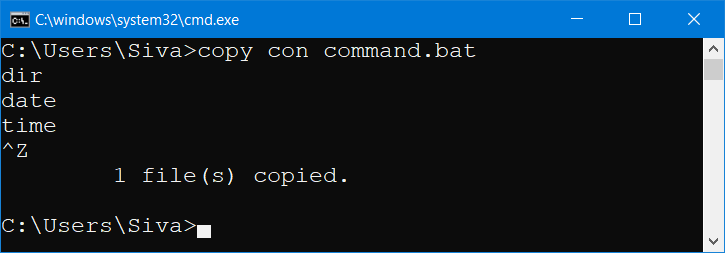 C:\windows\system32\cmd.exe
C:\Users\Siva>copy con command.bat
dir
date
time
^Z
        1 file(s) copied.
C:\Users\Siva>